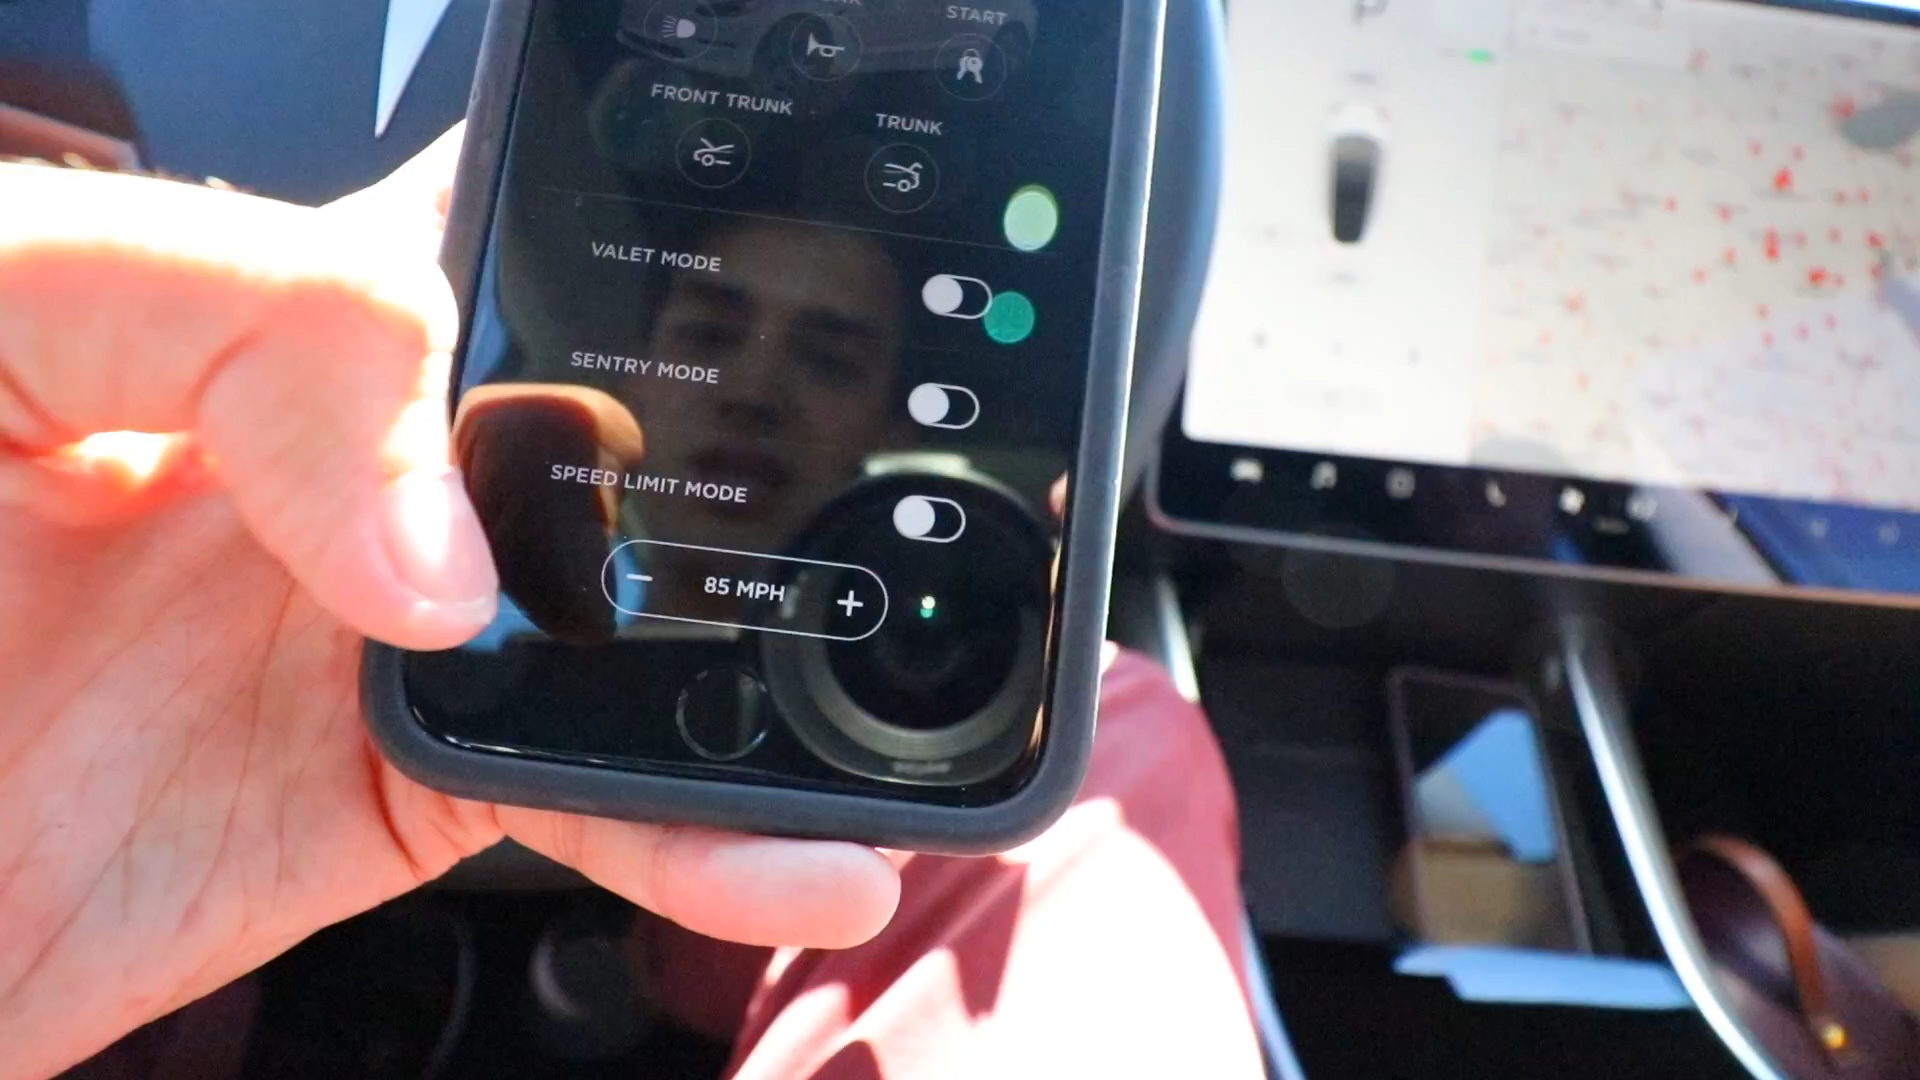 START
FRONT TRUNK
TRUNK
VALET MODE
SENTRY MODE
SPEED LIMIT MODE
− 85 MPH +
P